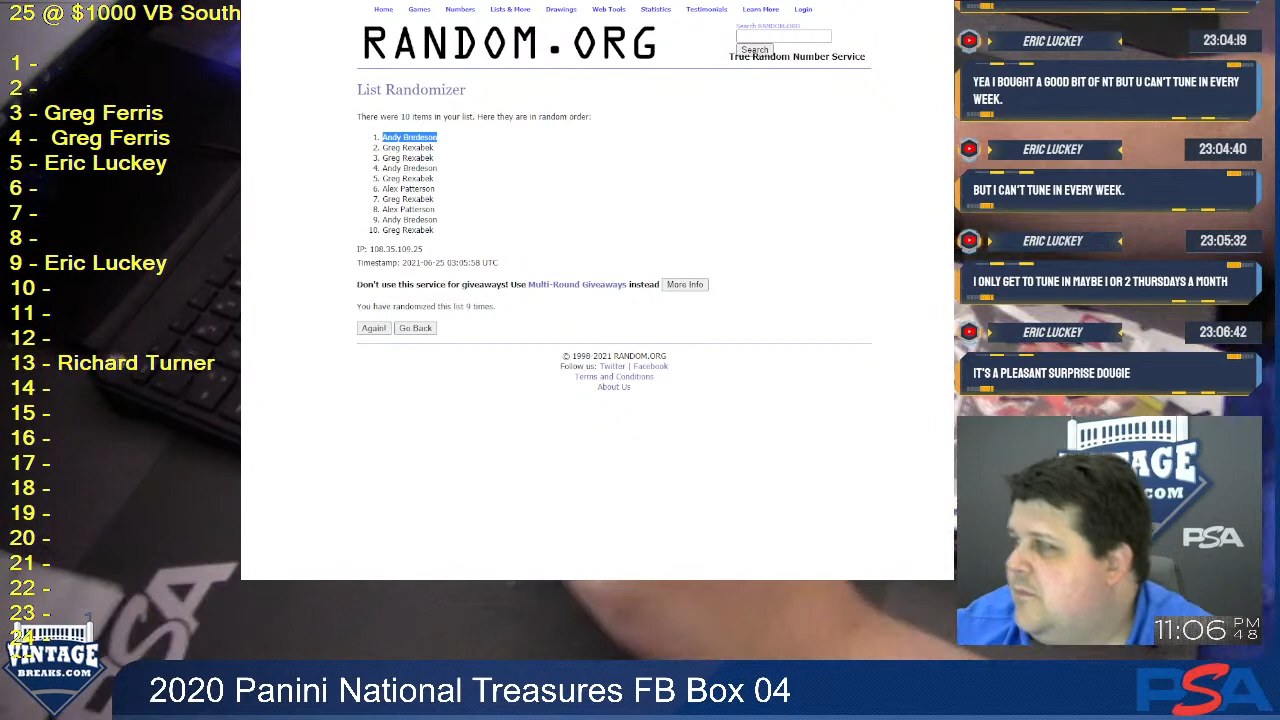 25 @ $1000 VB South
1 -
2 -
3 - Greg Ferris
4 - Greg Ferris
5 - Eric Luckey
6 -
7 -
8 -
9 - Eric Luckey
10 -
11 -
12 -
13 - Richard Turner
14 -
15 -
16 -
17 -
18 -
19 -
20 -
21 -
22 -
23 -
24 -
VINTAGE
BREAKS.COM
Home Games Numbers Lists & More Drawings Web Tools Statistics Testimonials Learn More Login
RANDOM.ORG
Search RANDOM.ORG
Search
True Random Number Service
List Randomizer
There were 10 items in your list. Here they are in random order:
1. Andy Bredeson
2. Greg Rexabek
3. Greg Rexabek
4. Andy Bredeson
5. Greg Rexabek
6. Alex Patterson
7. Greg Rexabek
8. Alex Patterson
9. Andy Bredeson
10. Greg Rexabek
IP: 108.35.109.25
Timestamp: 2021-06-25 03:05:58 UTC
Don't use this service for giveaways! Use Multi-Round Giveaways instead More Info
You have randomized this list 9 times.
Again! Go Back
© 1998-2021 RANDOM.ORG
Follow us: Twitter | Facebook
Terms and Conditions
About Us
ERIC LUCKEY 23:04:19
YEA I BOUGHT A GOOD BIT OF NT BUT U CAN'T TUNE IN EVERY
WEEK.
ERIC LUCKEY 23:04:40
BUT I CAN'T TUNE IN EVERY WEEK.
ERIC LUCKEY 23:05:32
I ONLY GET TO TUNE IN MAYBE 1 OR 2 THURSDAYS A MONTH
ERIC LUCKEY 23:06:42
IT'S A PLEASANT SURPRISE DOUGIE
VINTAGE
.COM
PSA
11:06 PM
48
2020 Panini National Treasures FB Box 04
PSA